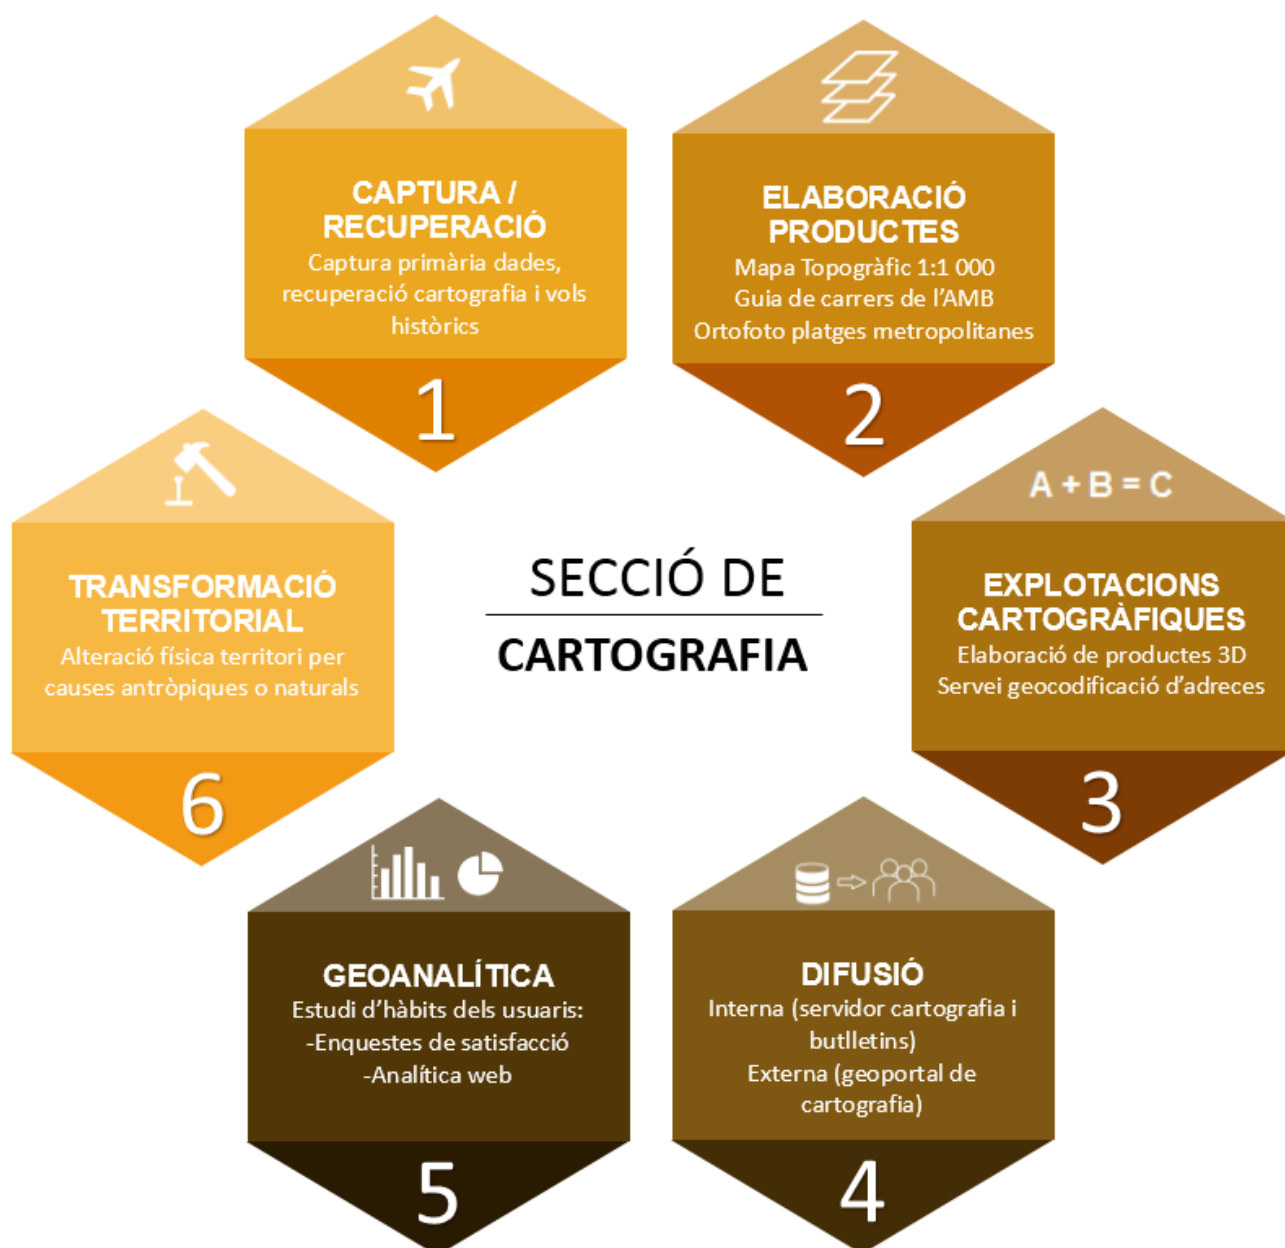 CAPTURA /
RECUPERACIÓ
Captura primària dades,
recuperació cartografia i vols
històrics
1
ELABORACIÓ
PRODUCTES
Mapa Topogràfic 1:1 000
Guia de carrers de l'AMB
Ortofoto platges metropolitanes
2
A + B = C
EXPLOTACIONS
CARTOGRÀFIQUES
Elaboració de productes 3D
Servei geocodificació d'adreces
3
DIFUSIÓ
Interna (servidor cartografia i
butlletins)
Externa (geoportal de
cartografia)
4
GEOANALÍTICA
Estudi d'hàbits dels usuaris:
-Enquestes de satisfacció
-Analítica web
5
TRANSFORMACIÓ
TERRITORIAL
Alteració física territori per
causes antròpiques o naturals
6
SECCIÓ DE
CARTOGRAFIA